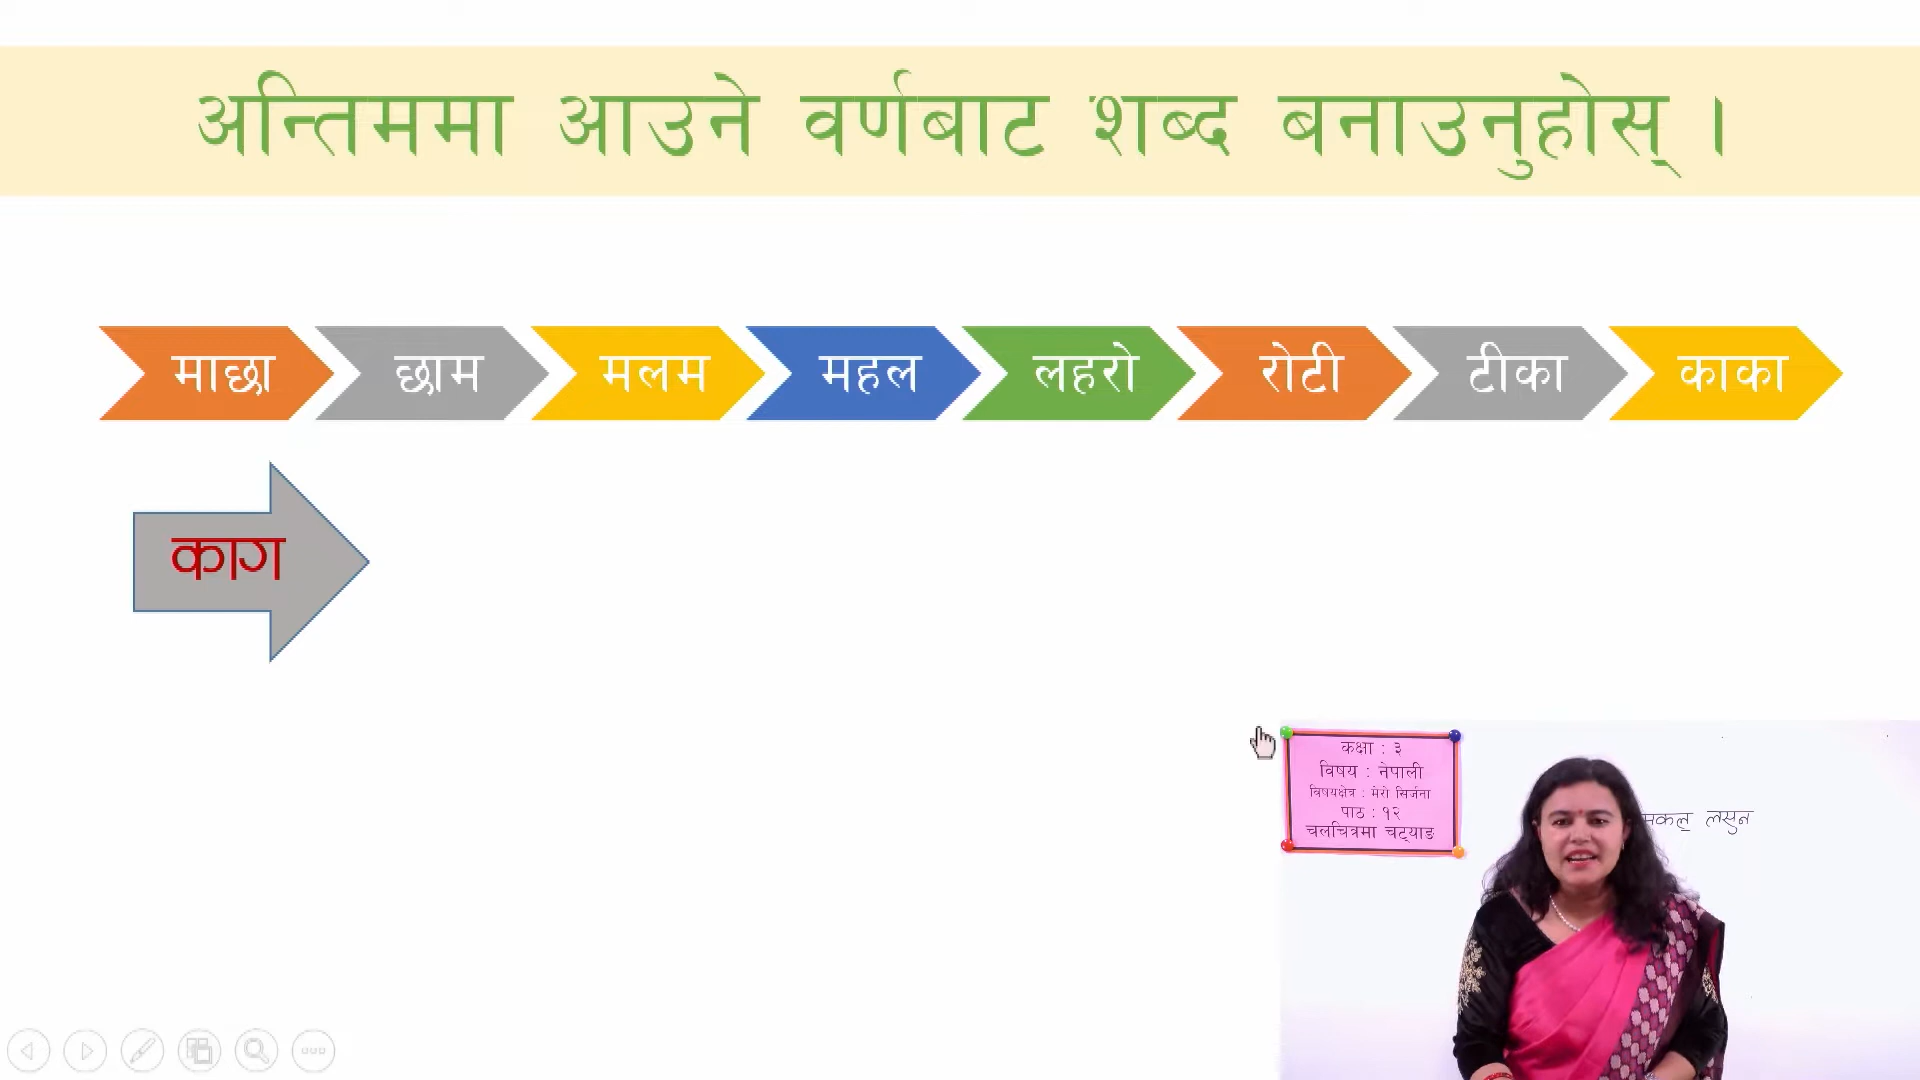 अन्तिममा आउने वर्णबाट शब्द बनाउनुहोस् ।
माछा छाम मलम महल लहरो रोटी टीका काका
काग
कक्षा : ३
विषय : नेपाली
विषयक्षेत्र : मेरो सिर्जना
पाठ : १२
चलचित्रमा चट्याङ
लसुन